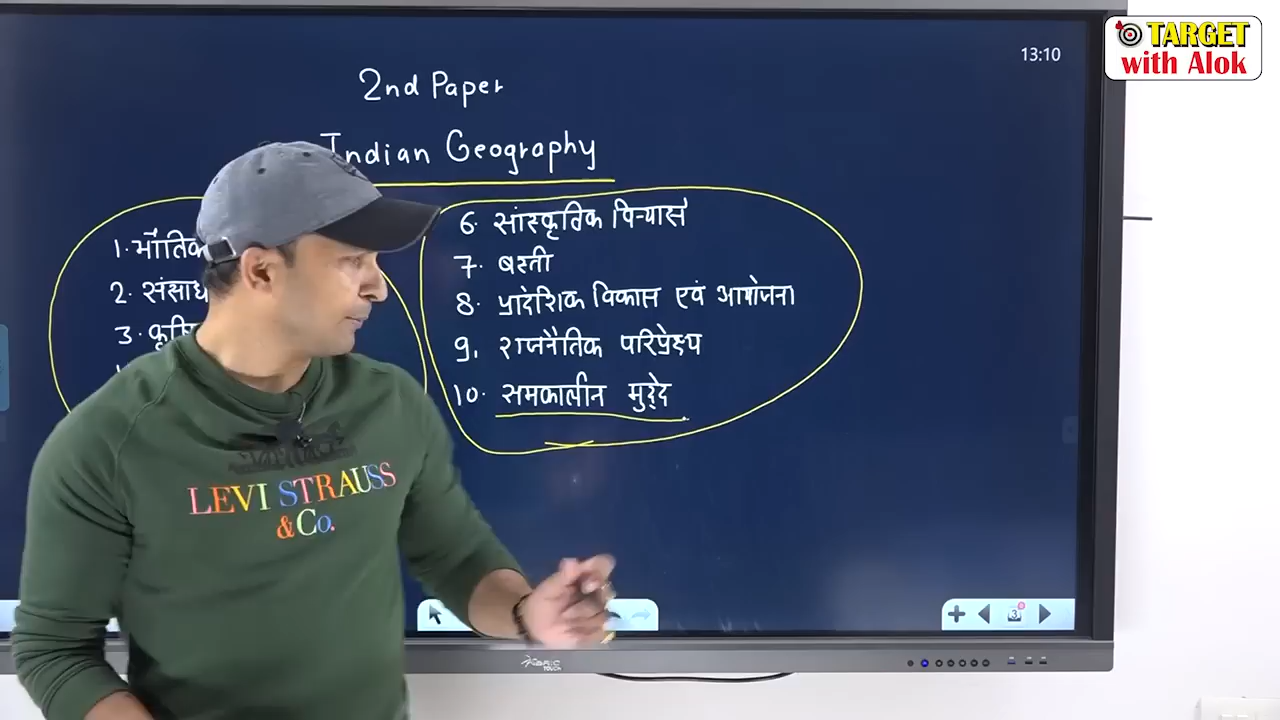 TARGET
with Alok
13:10
2nd Paper
Indian Geography
1. भौतिक
2.
3. कृषि
6. सांस्कृतिक विन्यास
7. बस्ती
8. प्रादेशिक विकास एवं आयोजना
9. राजनैतिक परिप्रेक्ष्य
10. समकालीन मुद्दे
LEVI STRAUSS
& Co.
3